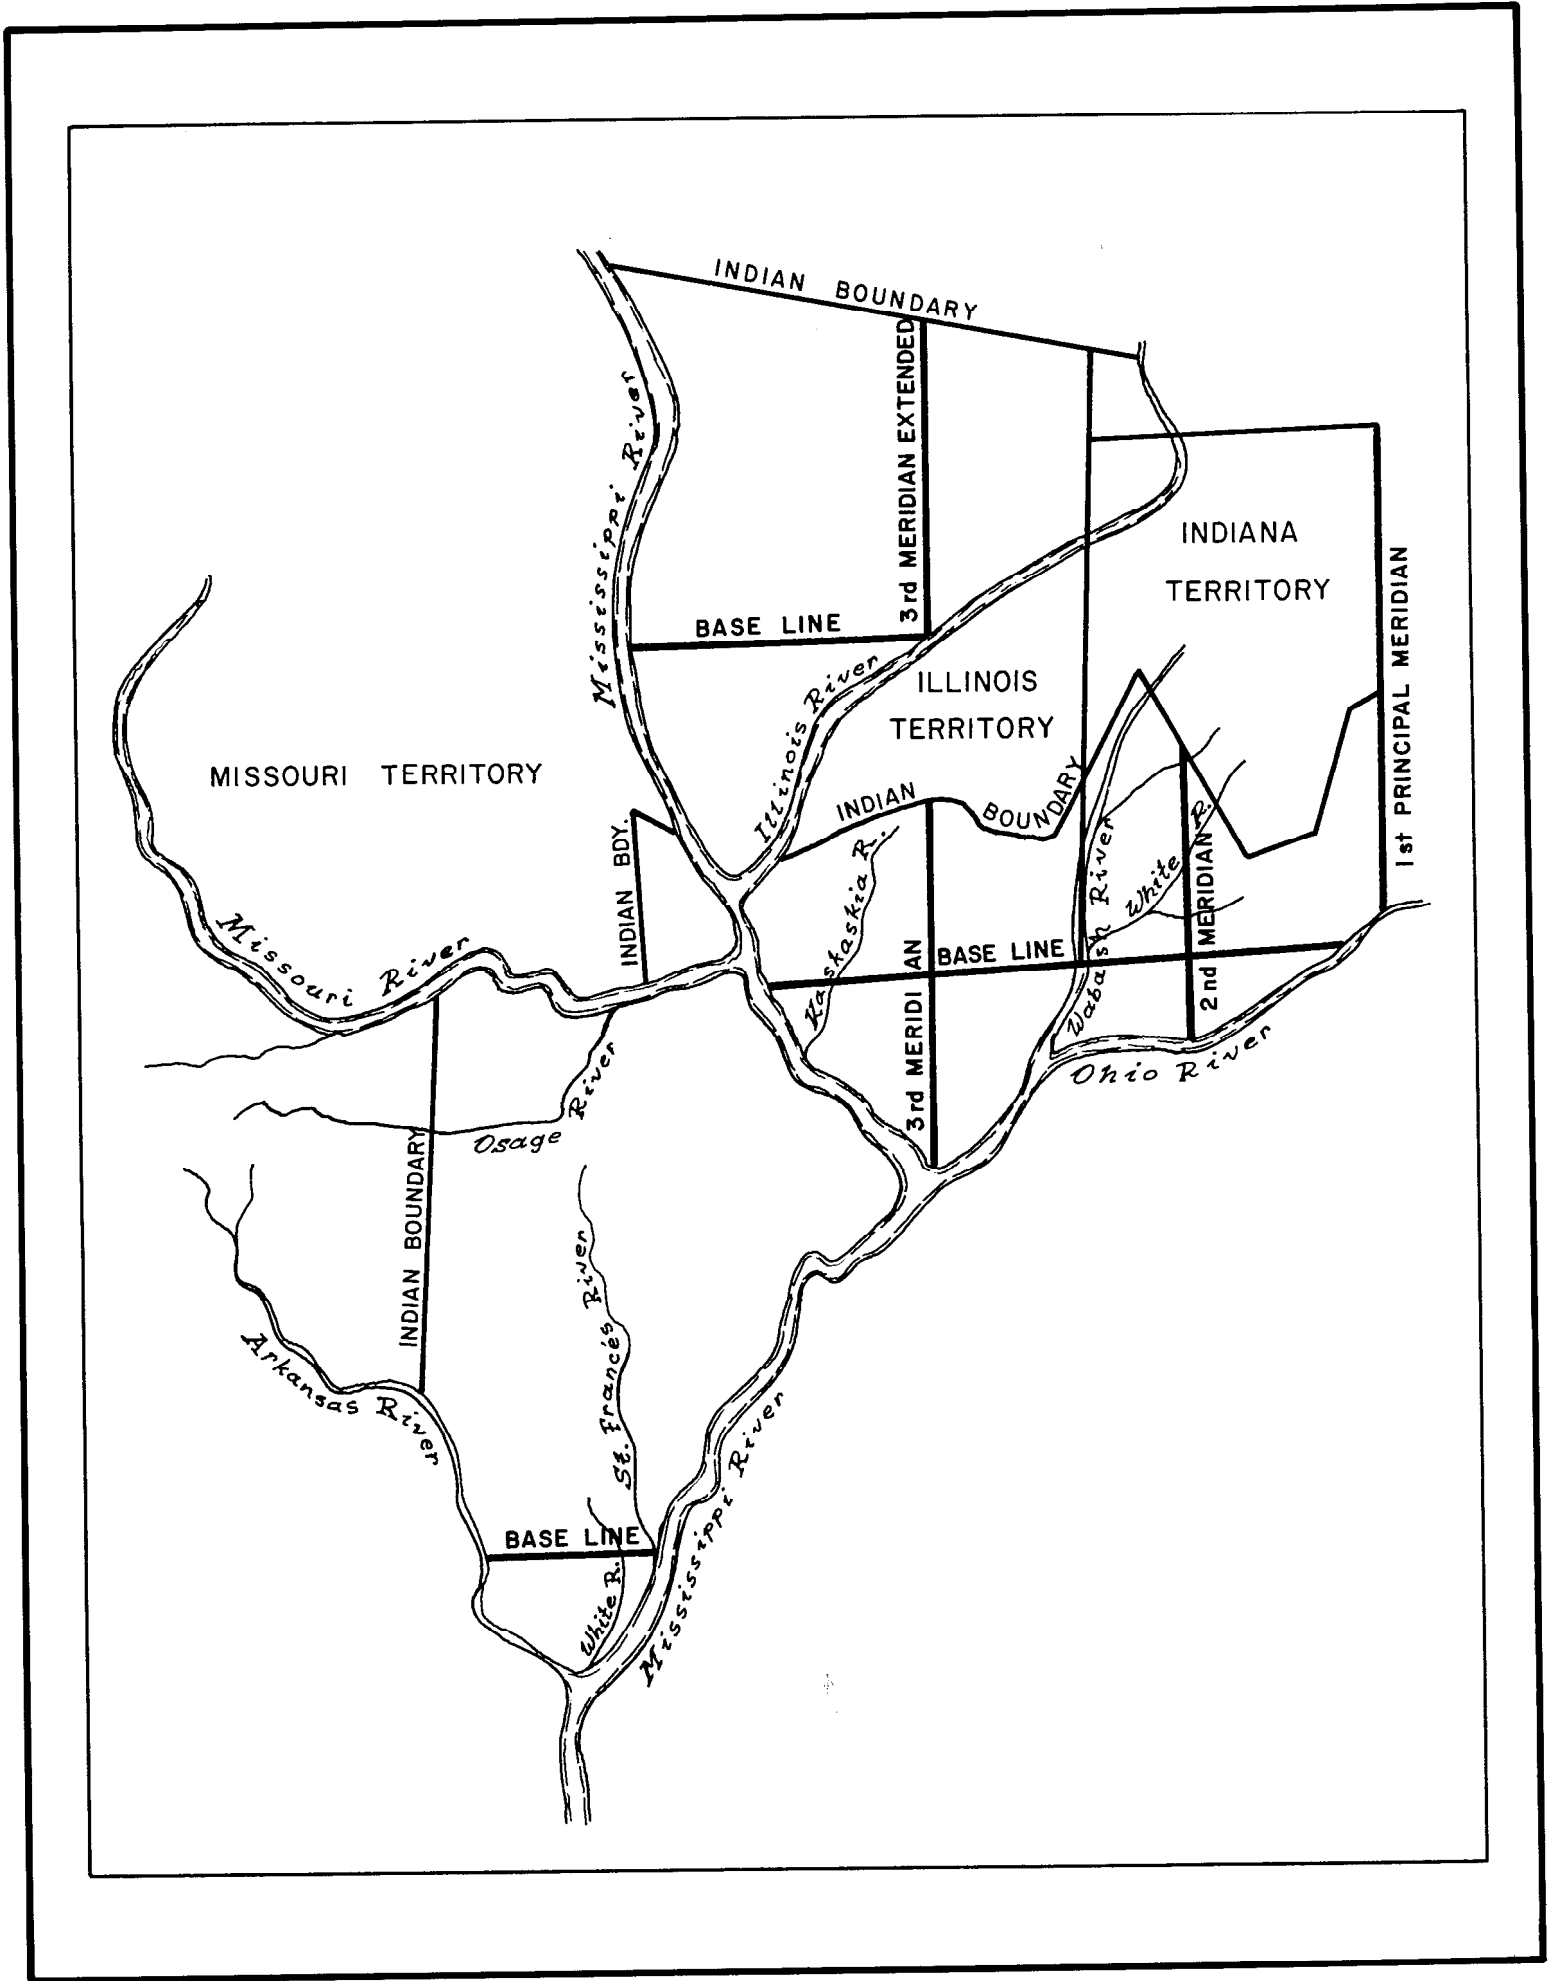 INDIAN BOUNDARY
3rd MERIDIAN EXTENDED
Mississippi River
INDIANA
TERRITORY
1st PRINCIPAL MERIDIAN
BASE LINE
Illinois River
ILLINOIS
TERRITORY
MISSOURI TERRITORY
INDIAN BOUNDARY
INDIAN BDY.
Kaskaskia R.
Wabash River
White R.
2nd MERIDIAN
Missouri River
BASE LINE
3rd MERIDIAN
Ohio River
Osage River
INDIAN BOUNDARY
St. Francés River
Arkansas River
Mississippi River
BASE LINE
White R.